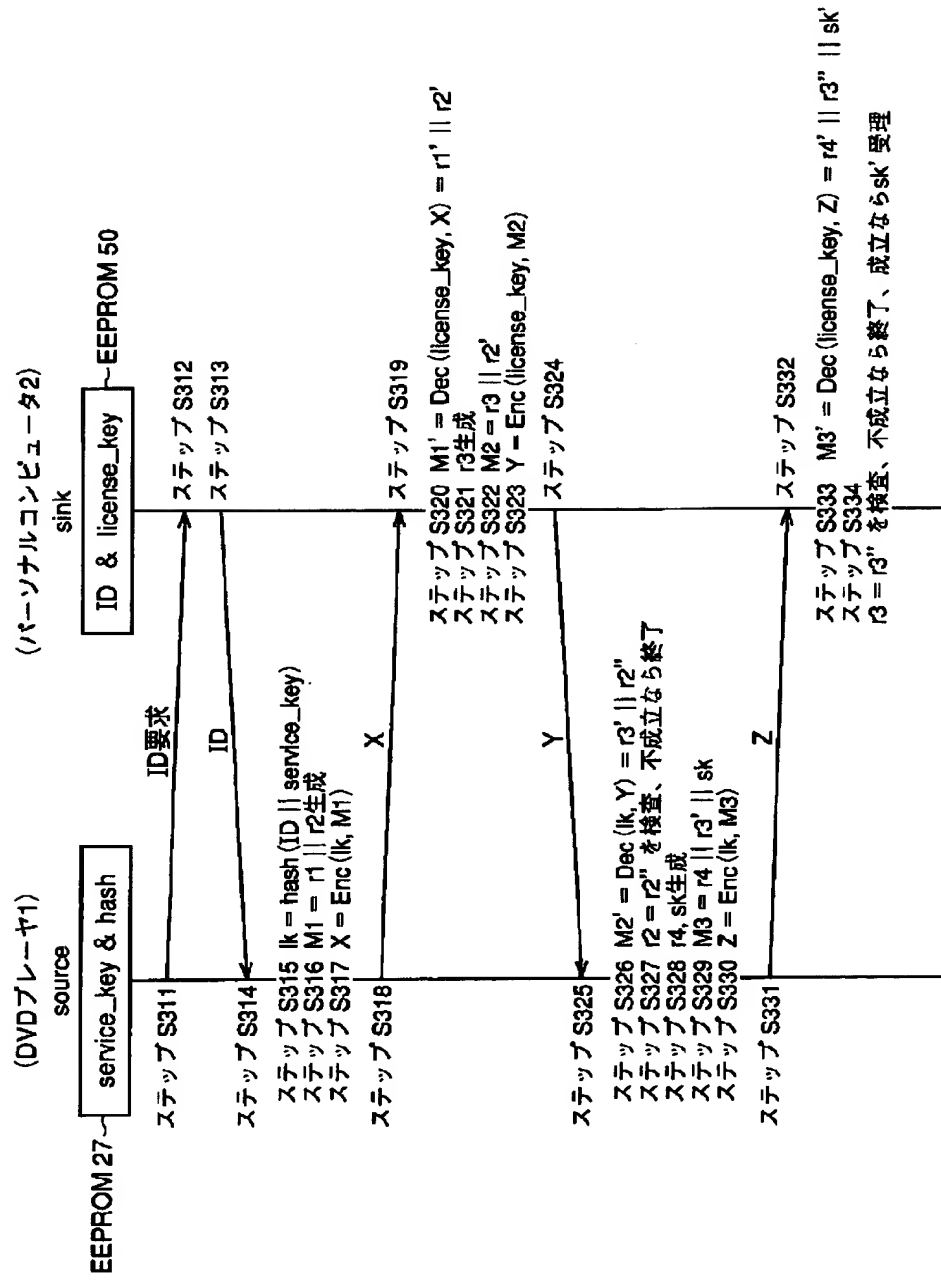 (DVDプレーヤ1)
source
EEPROM 27
service_key & hash
(パーソナルコンピュータ2)
sink
ID & license_key
EEPROM 50
ステップ S311
ID要求
ステップ S312
ステップ S313
ID
ステップ S314
ステップ S315 lk = hash (ID || service_key)
ステップ S316 M1 = r1 || r2生成
ステップ S317 X = Enc (lk, M1)
ステップ S318
X
ステップ S319
ステップ S320 M1' = Dec (license_key, X) = r1' || r2'
ステップ S321 r3生成
ステップ S322 M2 = r3 || r2'
ステップ S323 Y = Enc (license_key, M2)
ステップ S324
Y
ステップ S325
ステップ S326 M2' = Dec (lk, Y) = r3' || r2"
ステップ S327 r2 = r2" を検査、不成立なら終了
ステップ S328 r4, sk生成
ステップ S329 M3 = r4 || r3' || sk
ステップ S330 Z = Enc (lk, M3)
ステップ S331
Z
ステップ S332
ステップ S333 M3' = Dec (license_key, Z) = r4' || r3" || sk'
ステップ S334
r3 = r3" を検査、不成立なら終了、成立ならsk' 受理